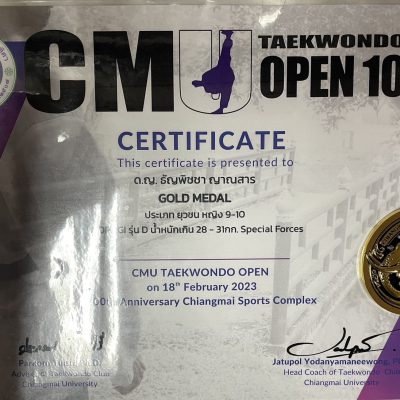 CMU
TAEKWONDO
OPEN 10
CERTIFICATE
This certificate is presented to
ด.ญ. ธัญพิชชา ญาณสาร
GOLD MEDAL
ประเภท ยุวชน หญิง 9-10
รุ่น D น้ำหนักเกิน 28 - 31กก. Special Forces
CMU TAEKWONDO OPEN
on 18th February 2023
Anniversary Chiangmai Sports Complex
Taekwondo Club
Chiangmai University
Jatupol Yodanyamaneewong,
Head Coach of Taekwondo
Chiangmai University